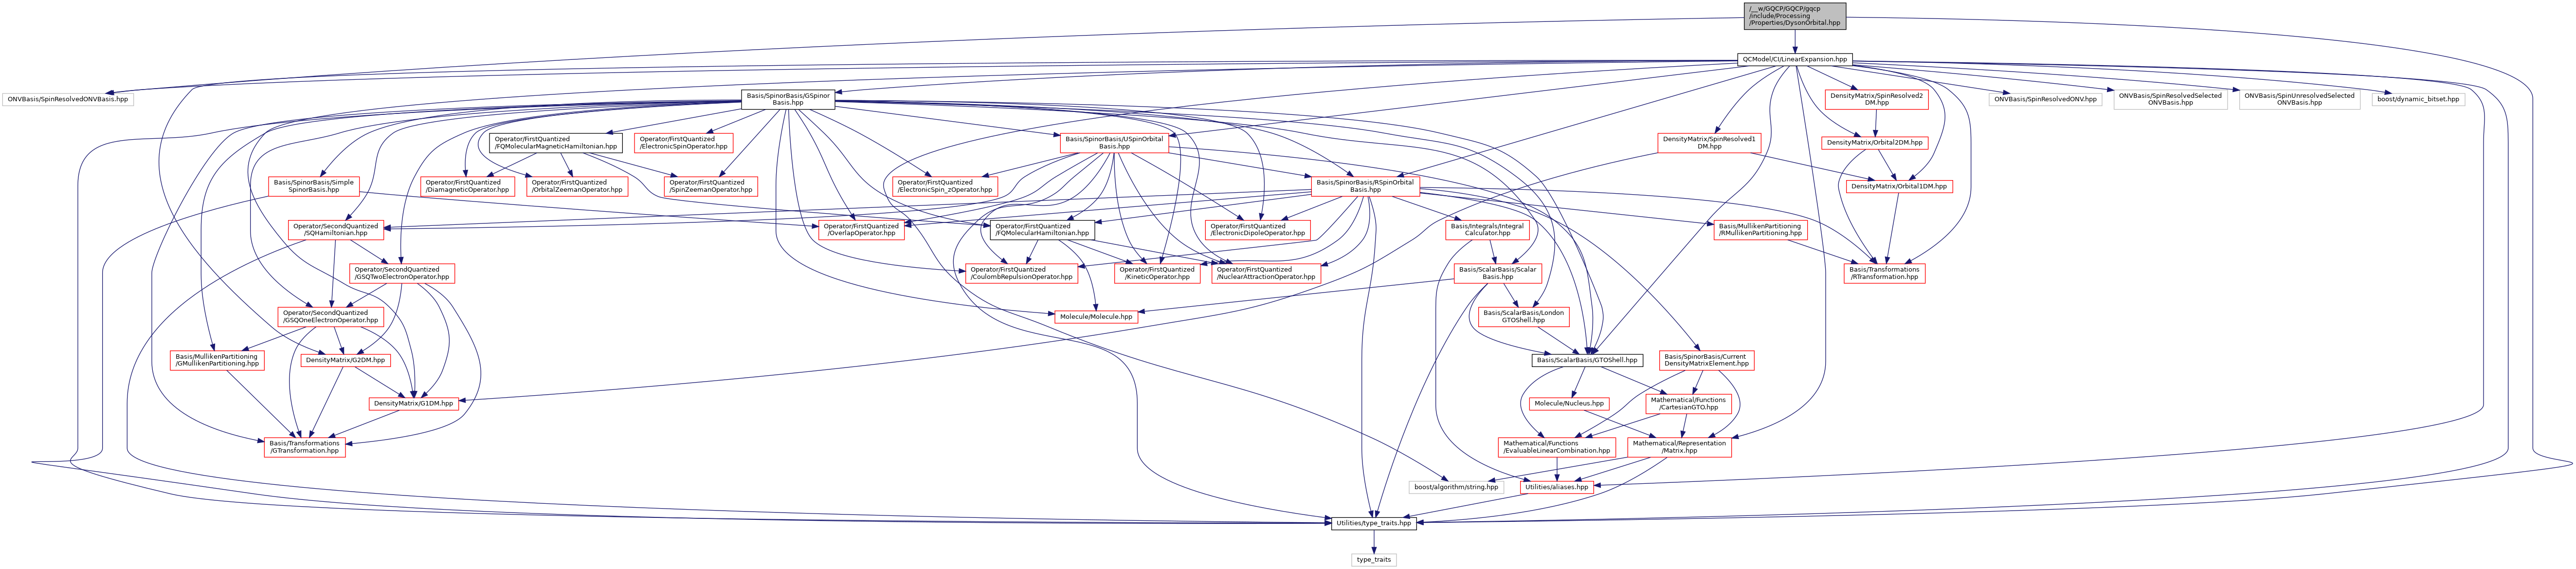 /__w/GQCP/GQCP/gqcp
/include/Processing
/Properties/DysonOrbital.hpp
QCModel/CI/LinearExpansion.hpp
ONVBasis/SpinResolvedONVBasis.hpp
Basis/SpinorBasis/GSpinor
Basis.hpp
DensityMatrix/SpinResolved2
DM.hpp
ONVBasis/SpinResolvedONV.hpp
ONVBasis/SpinResolvedSelected
ONVBasis.hpp
ONVBasis/SpinUnresolvedSelected
ONVBasis.hpp
boost/dynamic_bitset.hpp
Operator/FirstQuantized
/FQMolecularMagneticHamiltonian.hpp
Operator/FirstQuantized
/ElectronicSpinOperator.hpp
Basis/SpinorBasis/USpinOrbital
Basis.hpp
DensityMatrix/SpinResolved1
DM.hpp
DensityMatrix/Orbital2DM.hpp
Basis/SpinorBasis/Simple
SpinorBasis.hpp
Operator/FirstQuantized
/DiamagneticOperator.hpp
Operator/FirstQuantized
/OrbitalZeemanOperator.hpp
Operator/FirstQuantized
/SpinZeemanOperator.hpp
Operator/FirstQuantized
/ElectronicSpin_zOperator.hpp
Basis/SpinorBasis/RSpinOrbital
Basis.hpp
DensityMatrix/Orbital1DM.hpp
Operator/SecondQuantized
/SQHamiltonian.hpp
Operator/FirstQuantized
/OverlapOperator.hpp
Operator/FirstQuantized
/FQMolecularHamiltonian.hpp
Operator/FirstQuantized
/ElectronicDipoleOperator.hpp
Basis/Integrals/Integral
Calculator.hpp
Basis/MullikenPartitioning
/RMullikenPartitioning.hpp
Operator/SecondQuantized
/GSQTwoElectronOperator.hpp
Operator/FirstQuantized
/CoulombRepulsionOperator.hpp
Operator/FirstQuantized
/KineticOperator.hpp
Operator/FirstQuantized
/NuclearAttractionOperator.hpp
Basis/ScalarBasis/Scalar
Basis.hpp
Basis/Transformations
/RTransformation.hpp
Operator/SecondQuantized
/GSQOneElectronOperator.hpp
Molecule/Molecule.hpp
Basis/ScalarBasis/London
GTOShell.hpp
Basis/MullikenPartitioning
/GMullikenPartitioning.hpp
DensityMatrix/G2DM.hpp
Basis/ScalarBasis/GTOShell.hpp
Basis/SpinorBasis/Current
DensityMatrixElement.hpp
DensityMatrix/G1DM.hpp
Molecule/Nucleus.hpp
Mathematical/Functions
/CartesianGTO.hpp
Basis/Transformations
/GTransformation.hpp
Mathematical/Functions
/EvaluableLinearCombination.hpp
Mathematical/Representation
/Matrix.hpp
boost/algorithm/string.hpp
Utilities/aliases.hpp
Utilities/type_traits.hpp
type_traits